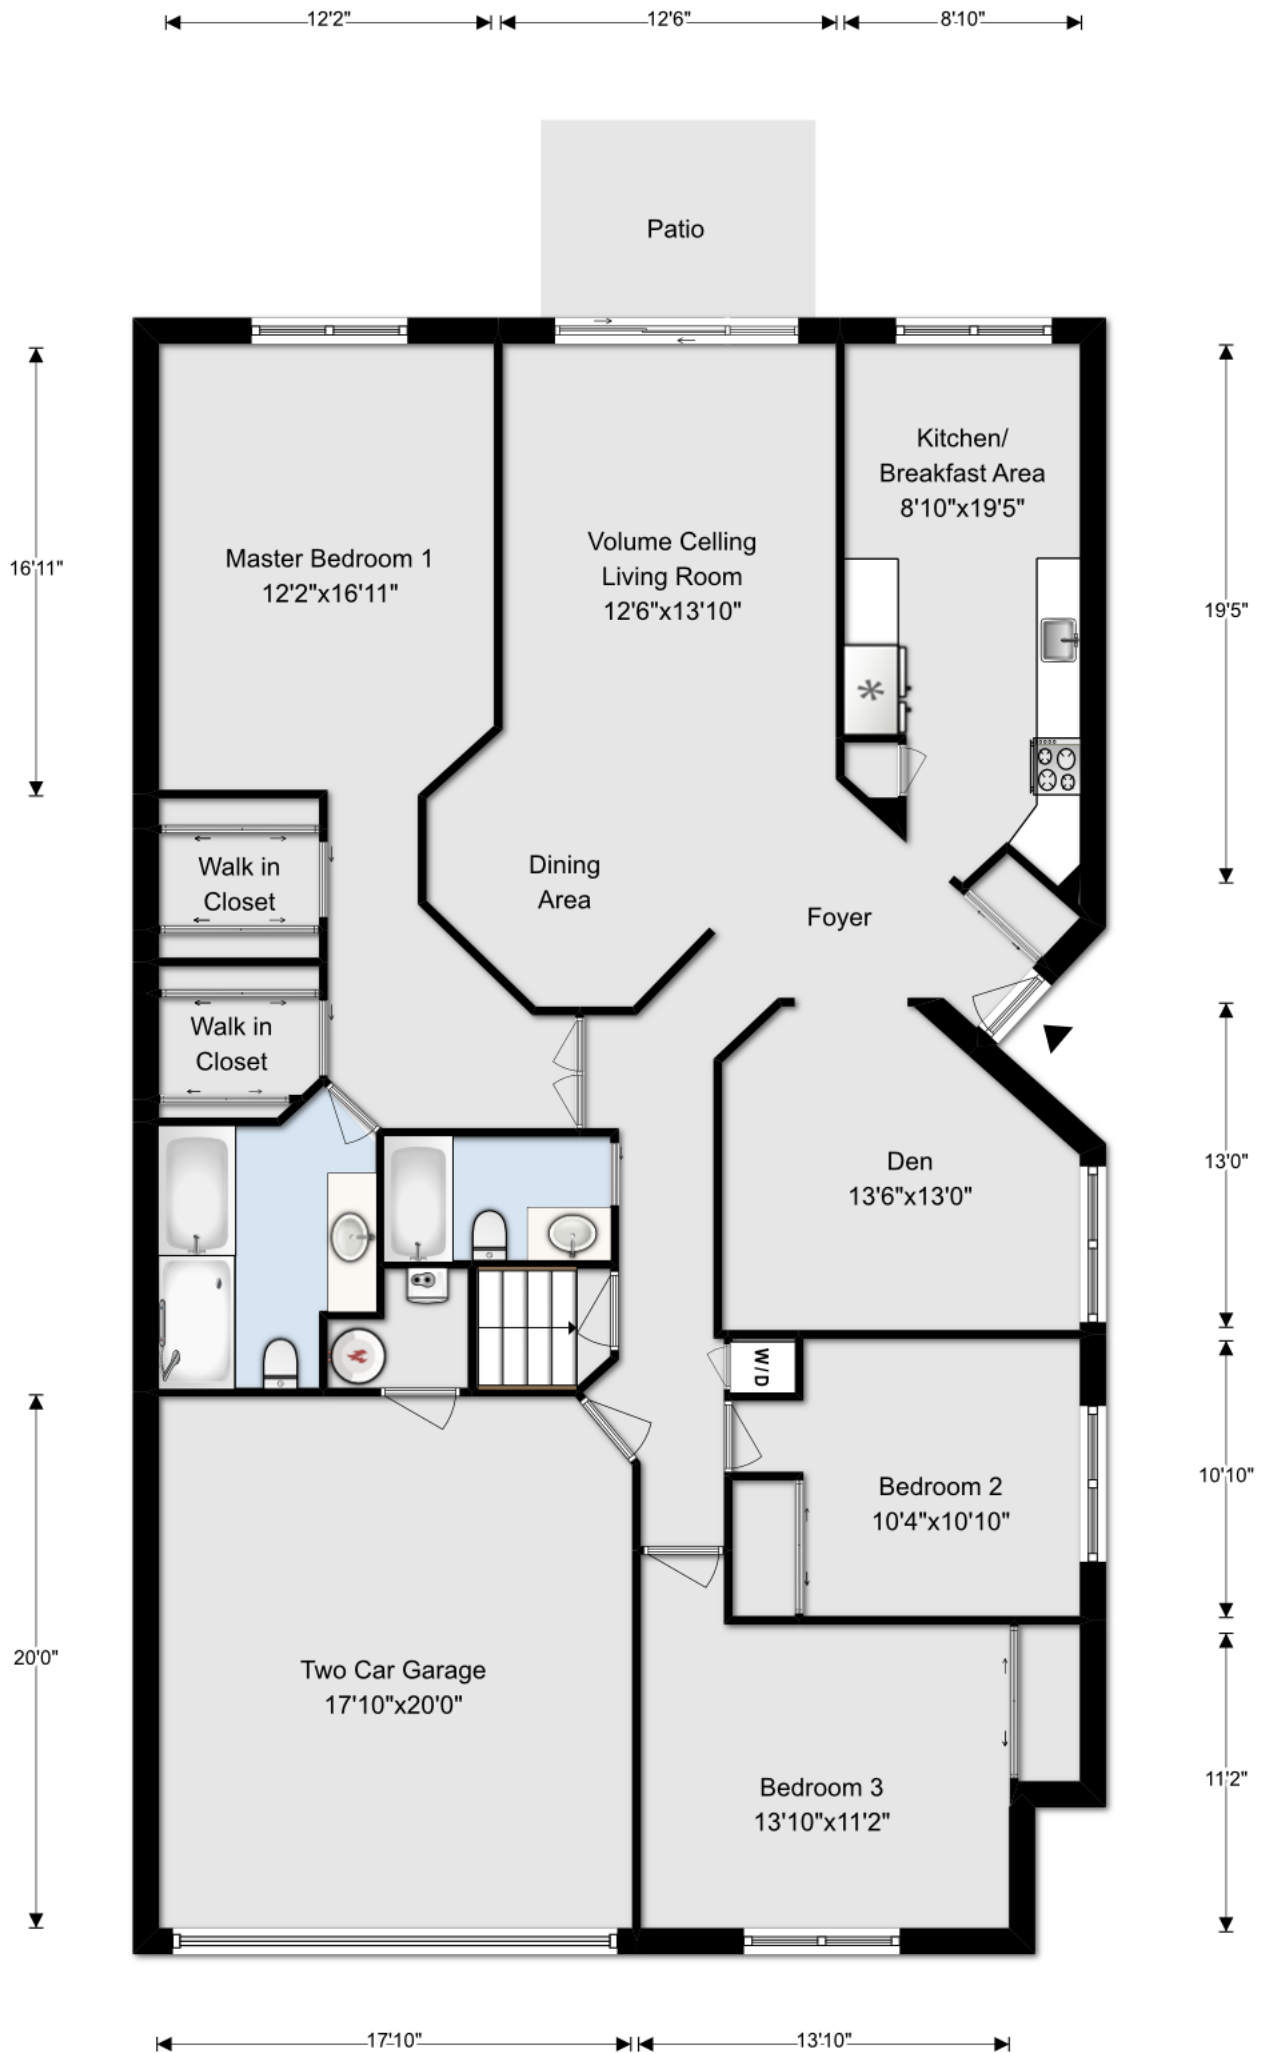 12'2"
12'6"
8'10"
Patio
Kitchen/
Breakfast Area
8'10"x19'5"
Volume Celling
Living Room
12'6"x13'10"
Master Bedroom 1
12'2"x16'11"
16'11"
19'5"
Walk in
Closet
Dining
Area
Foyer
Walk in
Closet
Den
13'6"x13'0"
13'0"
W/D
Bedroom 2
10'4"x10'10"
10'10"
Two Car Garage
17'10"x20'0"
20'0"
Bedroom 3
13'10"x11'2"
11'2"
17'10"
13'10"